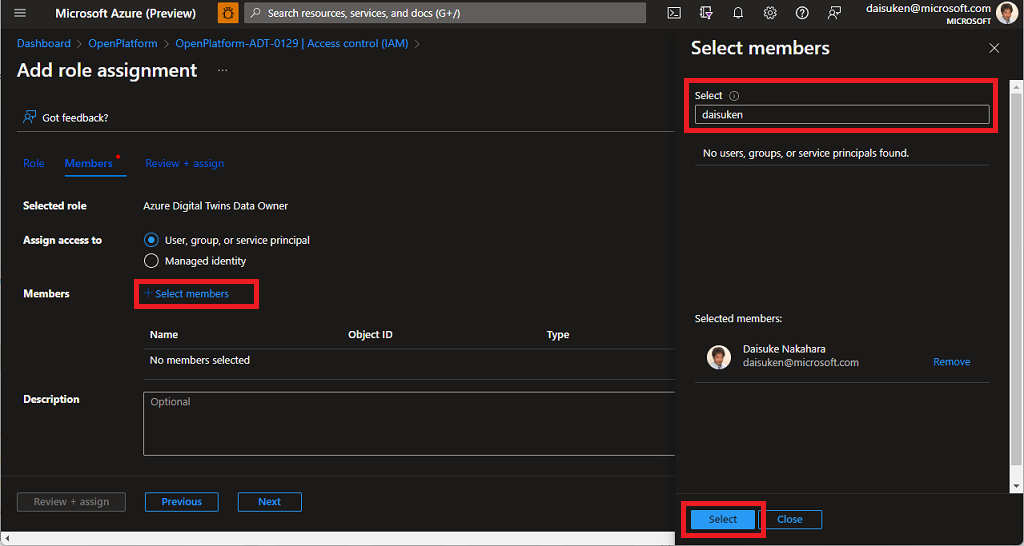 Microsoft Azure (Preview)
Search resources, services, and docs (G+/)
daisuken@microsoft.com
MICROSOFT
Dashboard > OpenPlatform > OpenPlatform-ADT-0129 | Access control (IAM) >
Add role assignment ...
Got feedback?
Role Members Review + assign
Selected role Azure Digital Twins Data Owner
Assign access to User, group, or service principal
Managed identity
Members + Select members
Name Object ID Type
No members selected
Description Optional
Review + assign Previous Next
Select members
Select
daisuken
No users, groups, or service principals found.
Selected members:
Daisuke Nakahara
daisuken@microsoft.com
Remove
Select Close